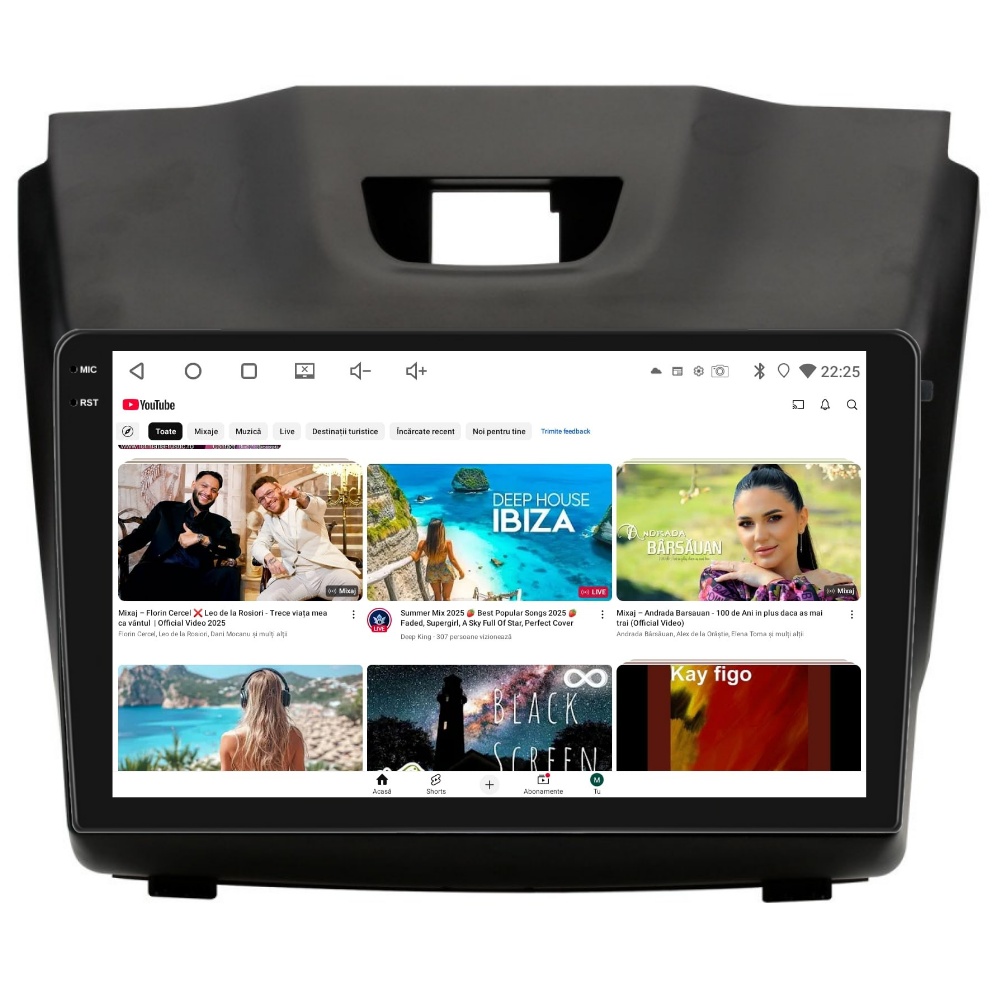 MIC
RST
22:25
YouTube
Toate
Mixaje
Muzică
Live
Destinații turistice
Încărcate recent
Noi pentru tine
Trimite feedback
Mixaj
DEEP HOUSE
IBIZA
LIVE
ANDRADA
BÂRSĂUAN
Mixaj
Mixaj – Florin Cercel ❌ Leo de la Rosiori - Trece viața mea
ca vântul | Official Video 2025
Florin Cercel, Leo de la Rosiori, Dani Mocanu și mulți alții
LIVE
Summer Mix 2025 🍓 Best Popular Songs 2025 🍓
Faded, Supergirl, A Sky Full Of Star, Perfect Cover
Deep King · 307 persoane vizionează
Mixaj – Andrada Barsauan - 100 de Ani in plus daca as mai
trai (Official Video)
Andrada Bârsăuan, Alex de la Orăștie, Elena Toma și mulți alții
BLACK
SCREEN
Kay figo
Acasă
Shorts
Abonamente
M
Tu